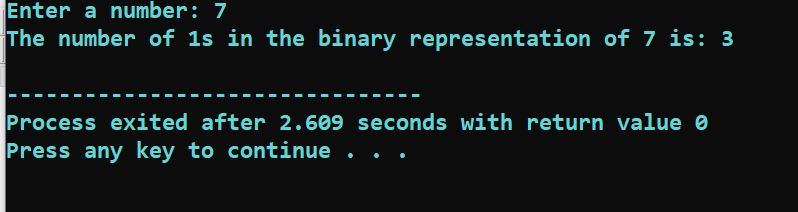 Enter a number: 7
The number of 1s in the binary representation of 7 is: 3
--------------------------------
Process exited after 2.609 seconds with return value 0
Press any key to continue . . .